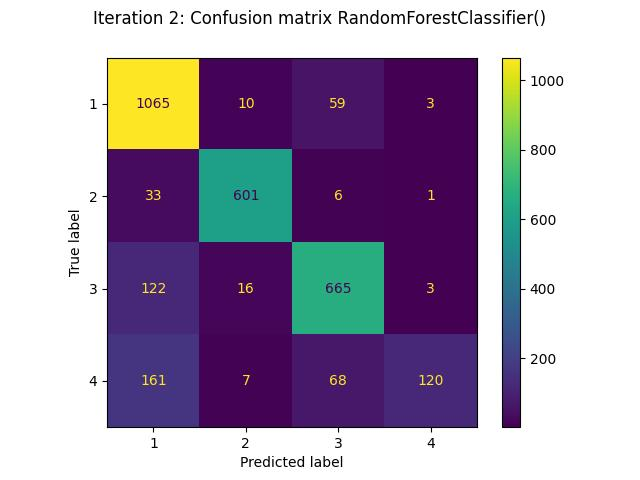 Iteration 2: Confusion matrix RandomForestClassifier()
1 1065 10 59 3
2 33 601 6 1
3 122 16 665 3
4 161 7 68 120
1 2 3 4
Predicted label
True label
1000
800
600
400
200